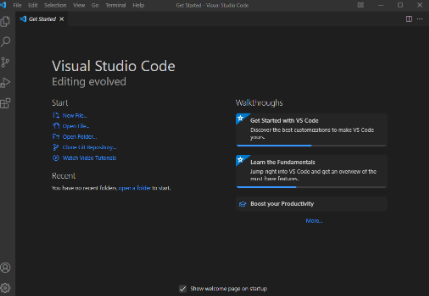 File Edit Selection View Go Terminal Help
Get Started - Visual Studio Code
Get Started
Visual Studio Code
Editing evolved
Start
New File...
Open File...
Open Folder...
Clone Git Repository...
Watch Video Tutorials
Recent
You have no recent folders, open a folder to start.
Walkthroughs
Get Started with VS Code
Discover the best customizations to make VS Code
yours.
Learn the Fundamentals
Jump right into VS Code and get an overview of the
must-have features.
Boost your Productivity
More...
Show welcome page on startup